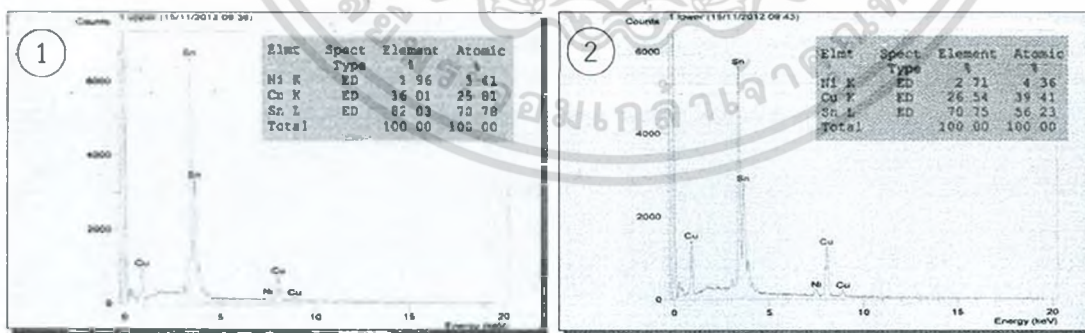 1
Counts 1 upper (15/11/2012 09:38)
Elmt Spect Element Atomic
Type % %
Ni K ED 1 96 3 41
Cu K ED 16 01 25 81
Sn L ED 82 03 70 78
Total 100 00 100 00
Sn
6000
4000
Sn
2000
Cu
Cu
Ni Cu
0
0 5 10 15 20
Energy (keV)
2
Counts 1 lower (15/11/2012 09:43)
Elmt Spect Element Atomic
Type % %
Ni K ED 2 71 4 36
Cu K ED 26 54 39 41
Sn L ED 70 75 56 23
Total 100 00 100 00
6000
Sn
4000
Sn
2000
Cu
Cu
Ni Cu
0
0 5 10 15 20
Energy (keV)